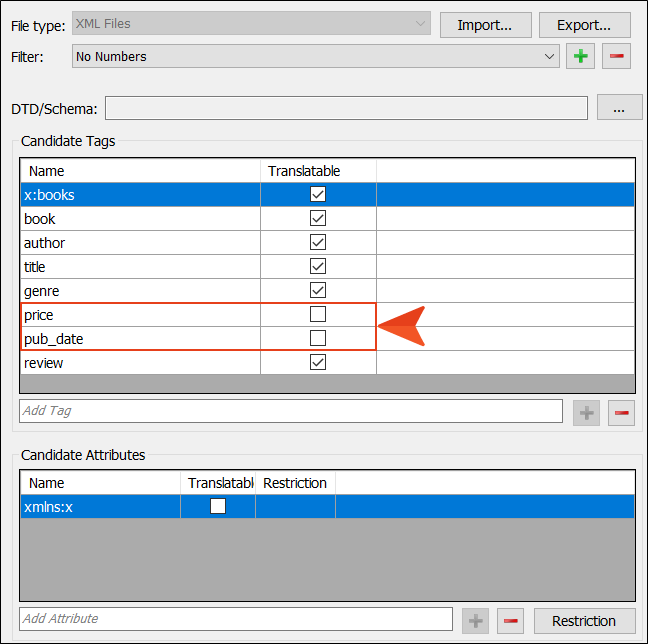 File type: XML Files Import... Export...
Filter: No Numbers
DTD/Schema: ...
Candidate Tags
Name Translatable
x:books
book
author
title
genre
price
pub_date
review
Add Tag
Candidate Attributes
Name Translatabl Restriction
xmlns:x
Add Attribute Restriction